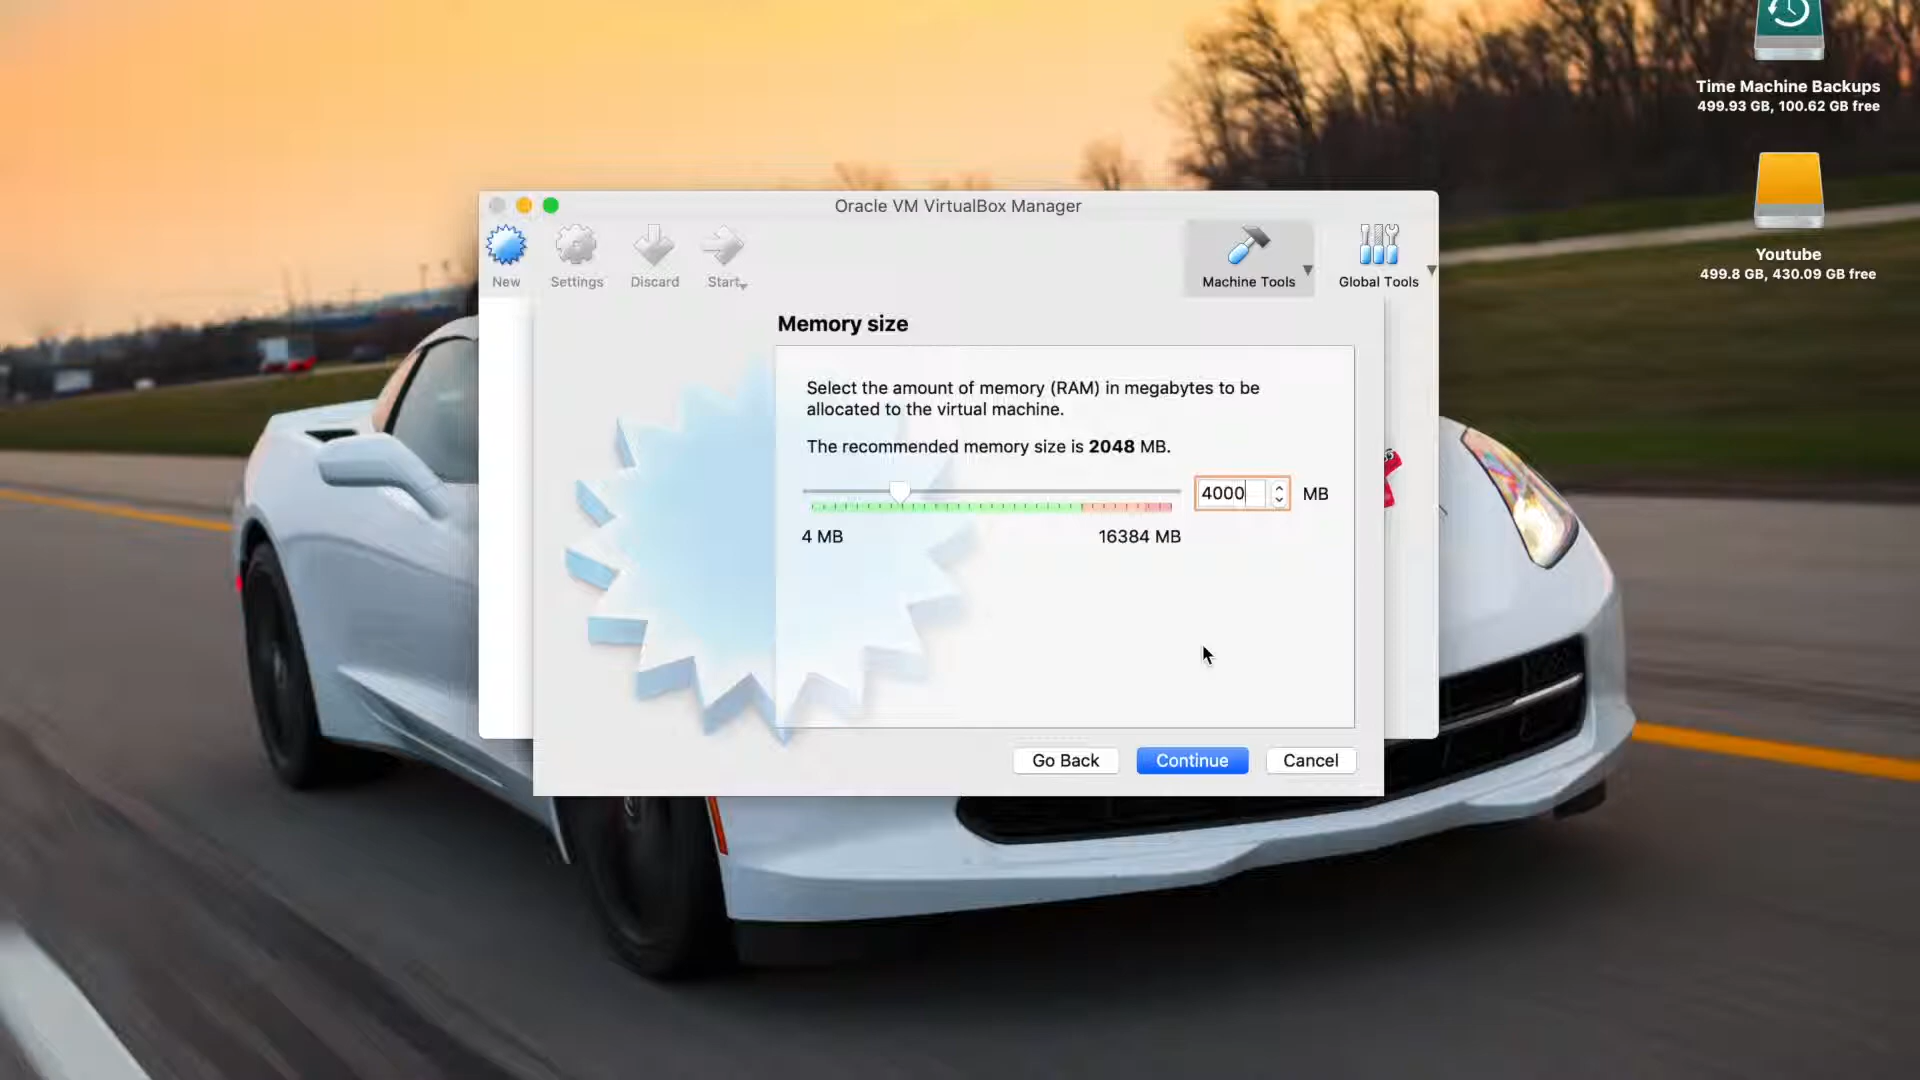 Time Machine Backups
499.93 GB, 100.62 GB free
Youtube
499.8 GB, 430.09 GB free
Oracle VM VirtualBox Manager
New
Settings
Discard
Start
Machine Tools
Global Tools
Memory size
Select the amount of memory (RAM) in megabytes to be
allocated to the virtual machine.
The recommended memory size is 2048 MB.
4000 MB
4 MB
16384 MB
Go Back
Continue
Cancel